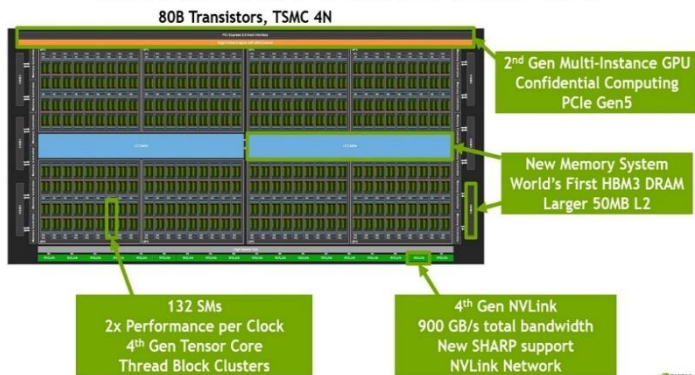 80B Transistors, TSMC 4N
2nd Gen Multi-Instance GPU
Confidential Computing
PCIe Gen5
New Memory System
World's First HBM3 DRAM
Larger 50MB L2
132 SMs
2x Performance per Clock
4th Gen Tensor Core
Thread Block Clusters
4th Gen NVLink
900 GB/s total bandwidth
New SHARP support
NVLink Network